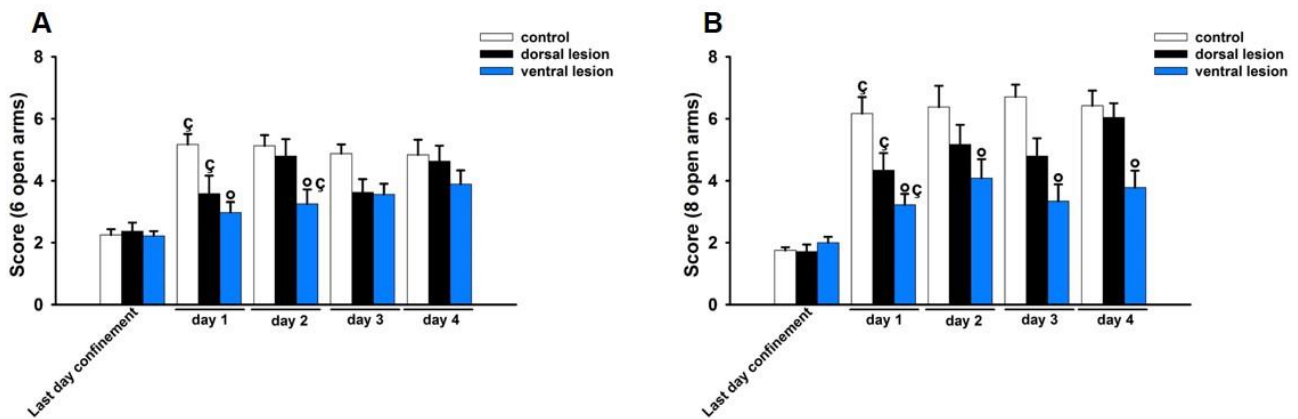 A
control
dorsal lesion
ventral lesion
Score (6 open arms)
8
6
4
2
0
ç
ç
o
o ç
Last day confinement
day 1
day 2
day 3
day 4
B
control
dorsal lesion
ventral lesion
Score (8 open arms)
8
6
4
2
0
ç
ç
o ç
o
o
o
Last day confinement
day 1
day 2
day 3
day 4